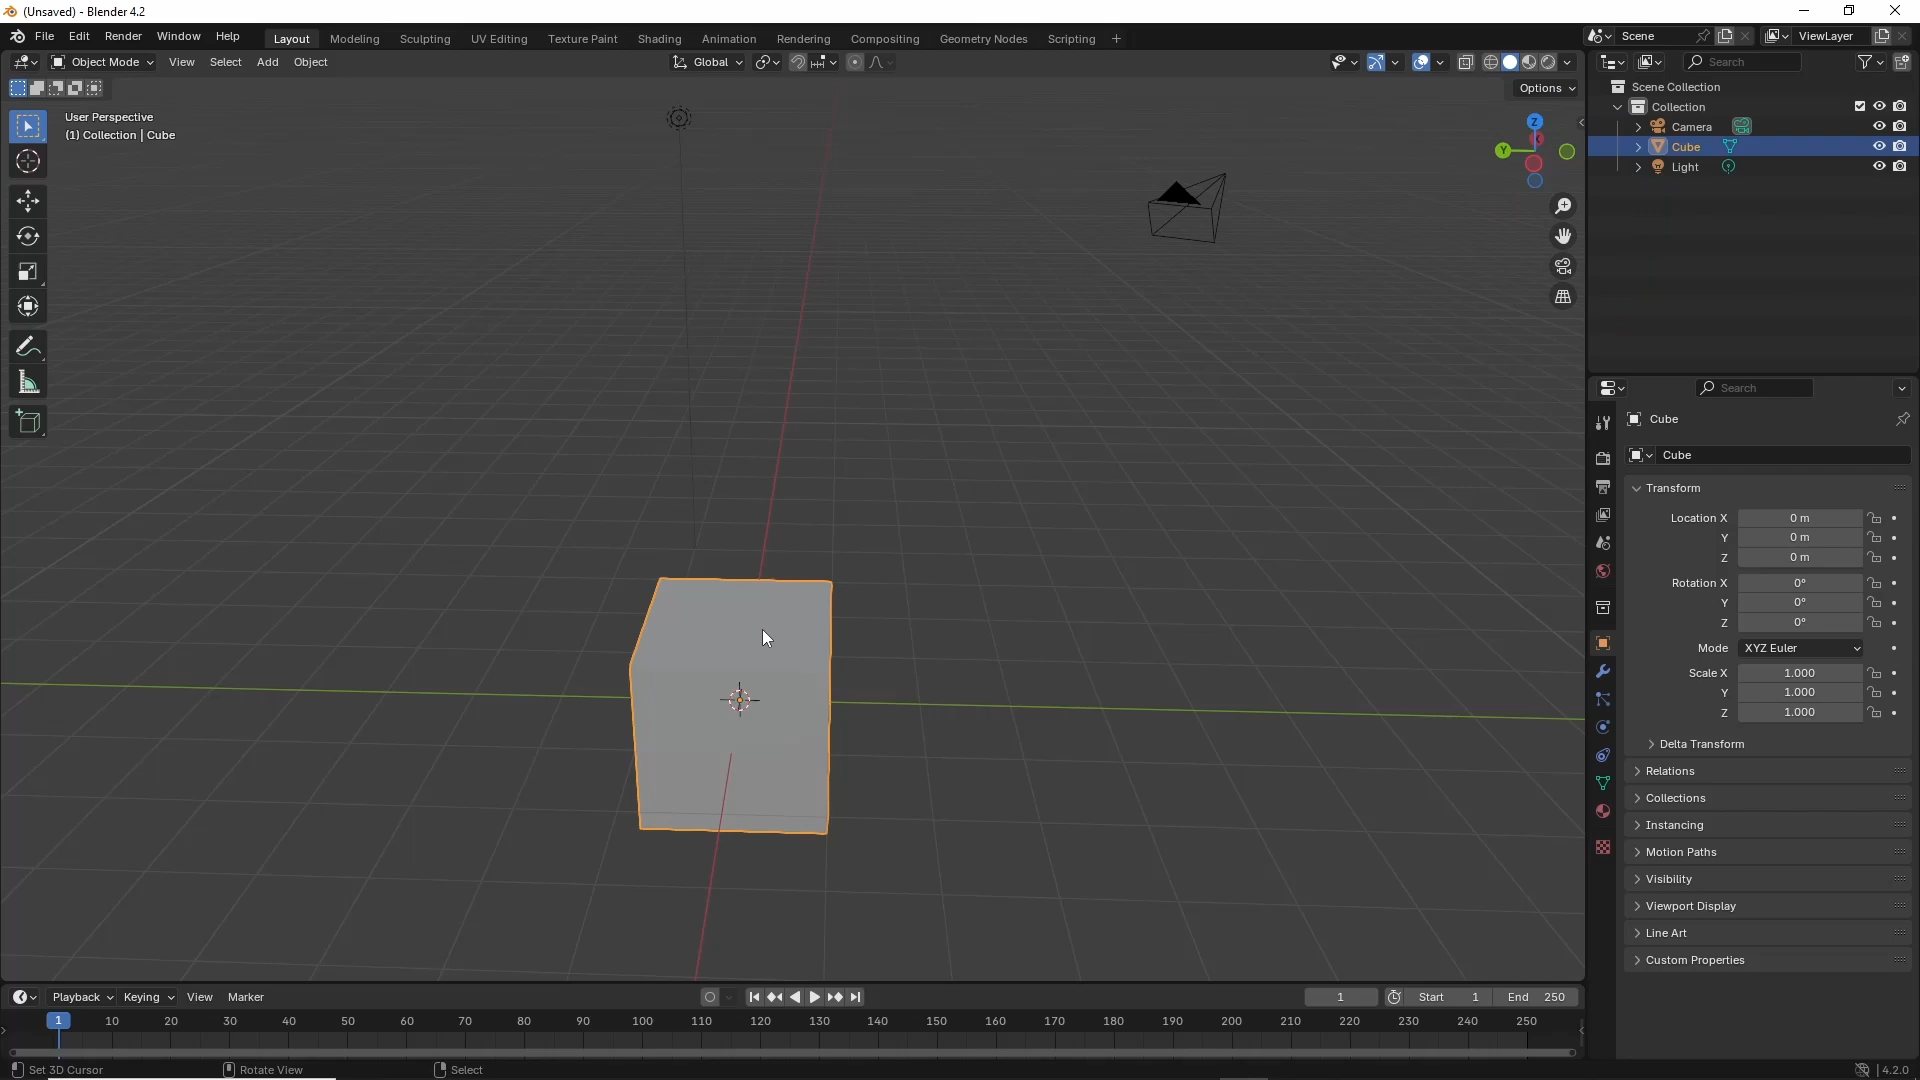 (Unsaved) - Blender 4.2
File Edit Render Window Help Layout Modeling Sculpting UV Editing Texture Paint Shading Animation Rendering Compositing Geometry Nodes Scripting + Scene ViewLayer
Object Mode View Select Add Object Global Search
Options
User Perspective
(1) Collection | Cube
Z
X
Y
Scene Collection
Collection
Camera
Cube
Light
Search
Cube
Cube
Transform
Location X 0 m
Y 0 m
Z 0 m
Rotation X 0°
Y 0°
Z 0°
Mode XYZ Euler
Scale X 1.000
Y 1.000
Z 1.000
Delta Transform
Relations
Collections
Instancing
Motion Paths
Visibility
Viewport Display
Line Art
Custom Properties
Playback Keying View Marker 1 Start 1 End 250
1 10 20 30 40 50 60 70 80 90 100 110 120 130 140 150 160 170 180 190 200 210 220 230 240 250
Set 3D Cursor Rotate View Select 4.2.0